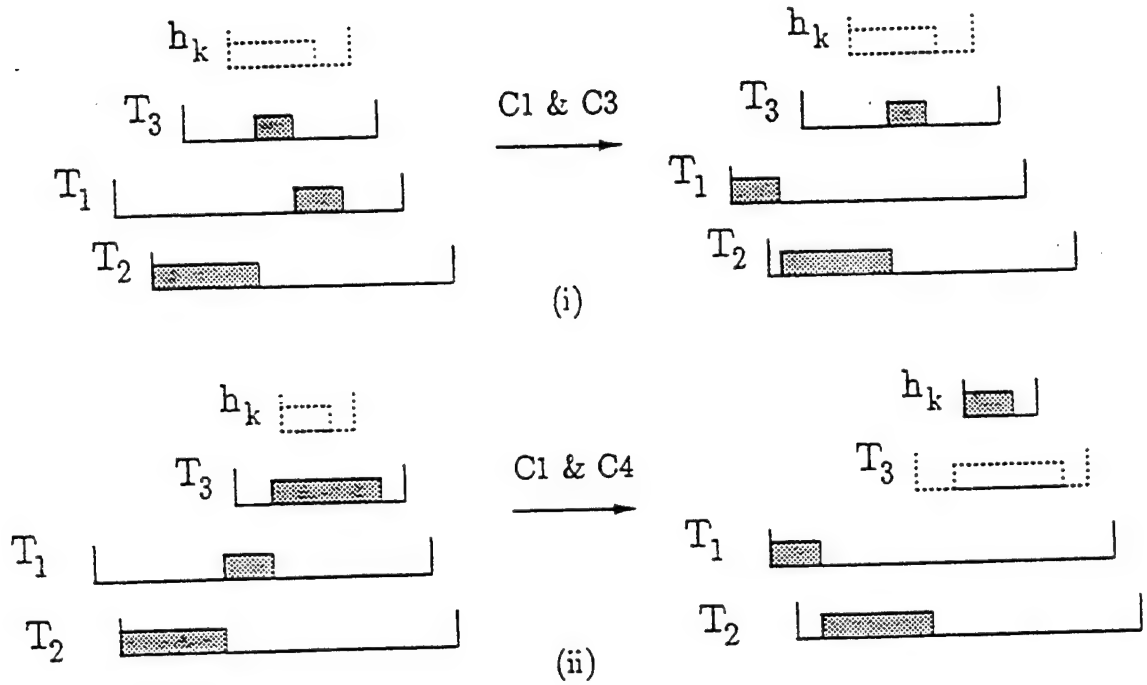 h_k
h_k
T_3
C1 & C3
T_3
T_1
T_1
T_2
T_2
(i)
h_k
h_k
T_3
C1 & C4
T_3
T_1
T_1
T_2
T_2
(ii)